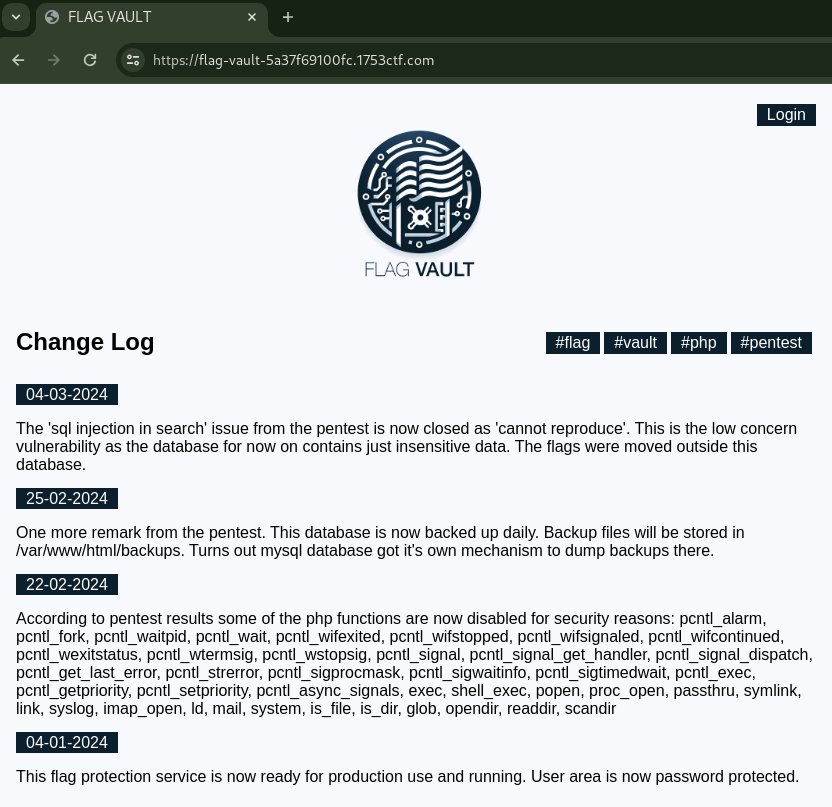 FLAG VAULT
https://flag-vault-5a37f69100fc.1753ctf.com
Login
FLAG VAULT
Change Log
#flag #vault #php #pentest
04-03-2024
The 'sql injection in search' issue from the pentest is now closed as 'cannot reproduce'. This is the low concern
vulnerability as the database for now on contains just insensitive data. The flags were moved outside this
database.
25-02-2024
One more remark from the pentest. This database is now backed up daily. Backup files will be stored in
/var/www/html/backups. Turns out mysql database got it's own mechanism to dump backups there.
22-02-2024
According to pentest results some of the php functions are now disabled for security reasons: pcntl_alarm,
pcntl_fork, pcntl_waitpid, pcntl_wait, pcntl_wifexited, pcntl_wifstopped, pcntl_wifsignaled, pcntl_wifcontinued,
pcntl_wexitstatus, pcntl_wtermsig, pcntl_wstopsig, pcntl_signal, pcntl_signal_get_handler, pcntl_signal_dispatch,
pcntl_get_last_error, pcntl_strerror, pcntl_sigprocmask, pcntl_sigwaitinfo, pcntl_sigtimedwait, pcntl_exec,
pcntl_getpriority, pcntl_setpriority, pcntl_async_signals, exec, shell_exec, popen, proc_open, passthru, symlink,
link, syslog, imap_open, ld, mail, system, is_file, is_dir, glob, opendir, readdir, scandir
04-01-2024
This flag protection service is now ready for production use and running. User area is now password protected.